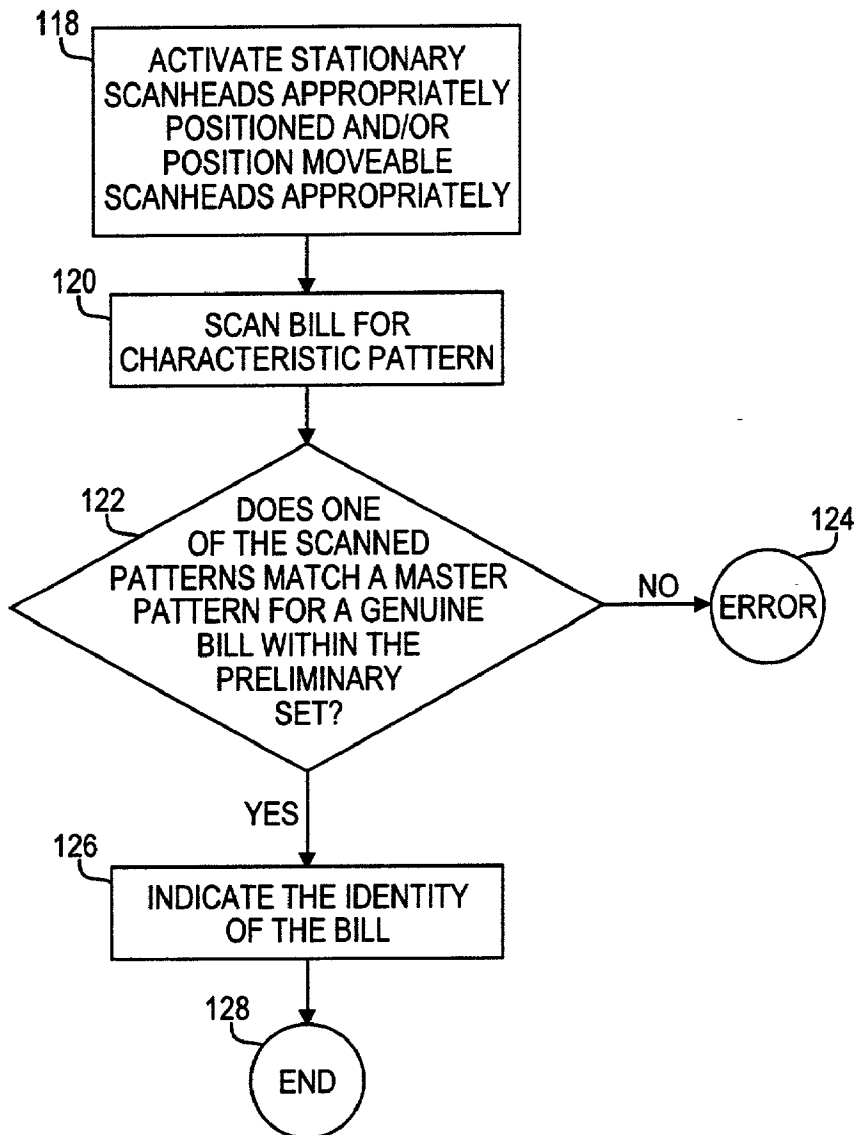 118
ACTIVATE STATIONARY
SCANHEADS APPROPRIATELY
POSITIONED AND/OR
POSITION MOVEABLE
SCANHEADS APPROPRIATELY
120
SCAN BILL FOR
CHARACTERISTIC PATTERN
122
DOES ONE
OF THE SCANNED
PATTERNS MATCH A MASTER
PATTERN FOR A GENUINE
BILL WITHIN THE
PRELIMINARY
SET?
NO
124
ERROR
YES
126
INDICATE THE IDENTITY
OF THE BILL
128
END